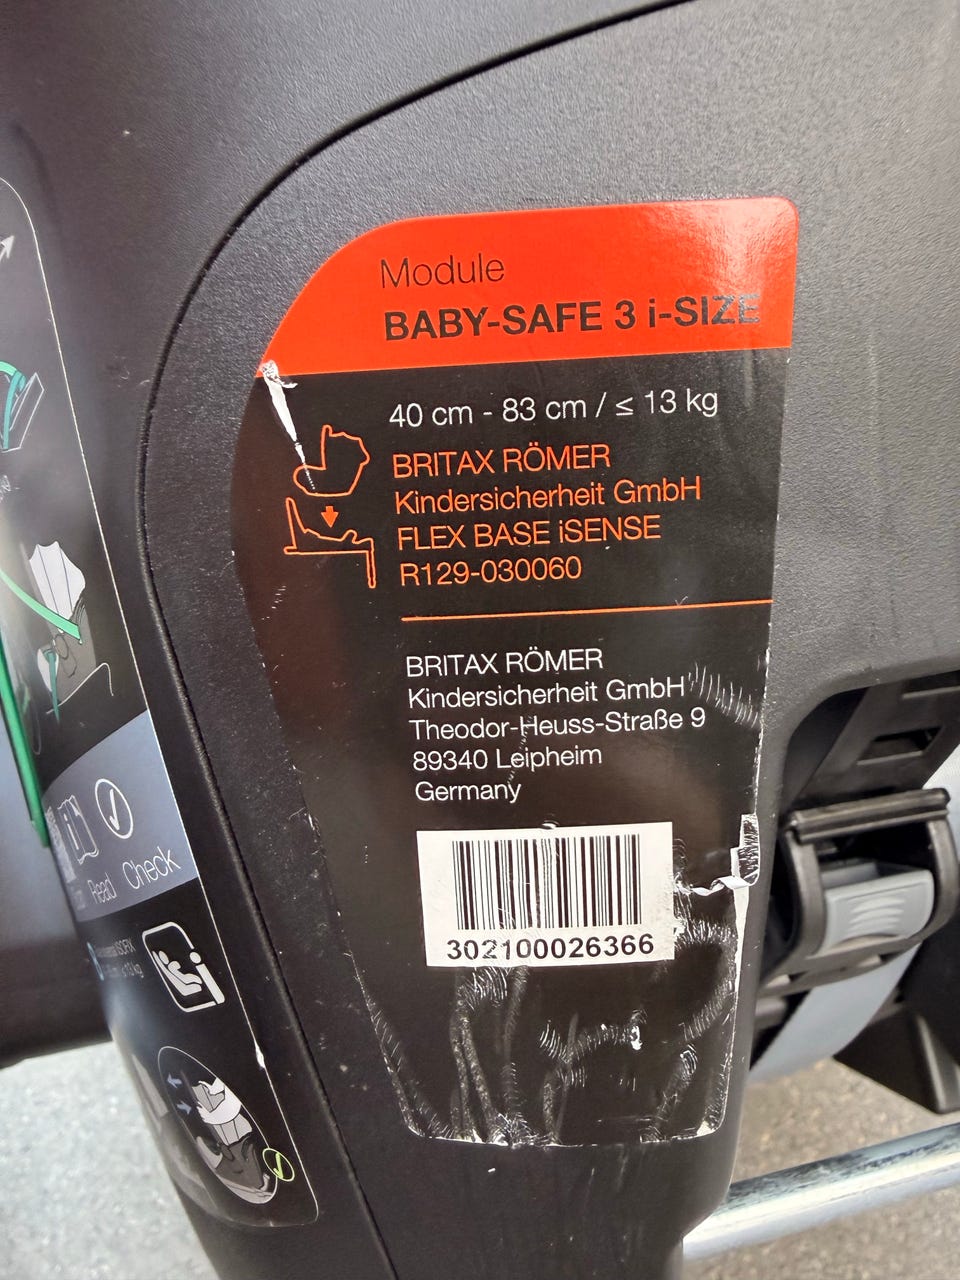 Module
BABY-SAFE 3 i-SIZE
40 cm - 83 cm / ≤ 13 kg
BRITAX RÖMER
Kindersicherheit GmbH
FLEX BASE iSENSE
R129-030060
BRITAX RÖMER
Kindersicherheit GmbH
Theodor-Heuss-Straße 9
89340 Leipheim
Germany
302100026366
Read Check
ISOFIX